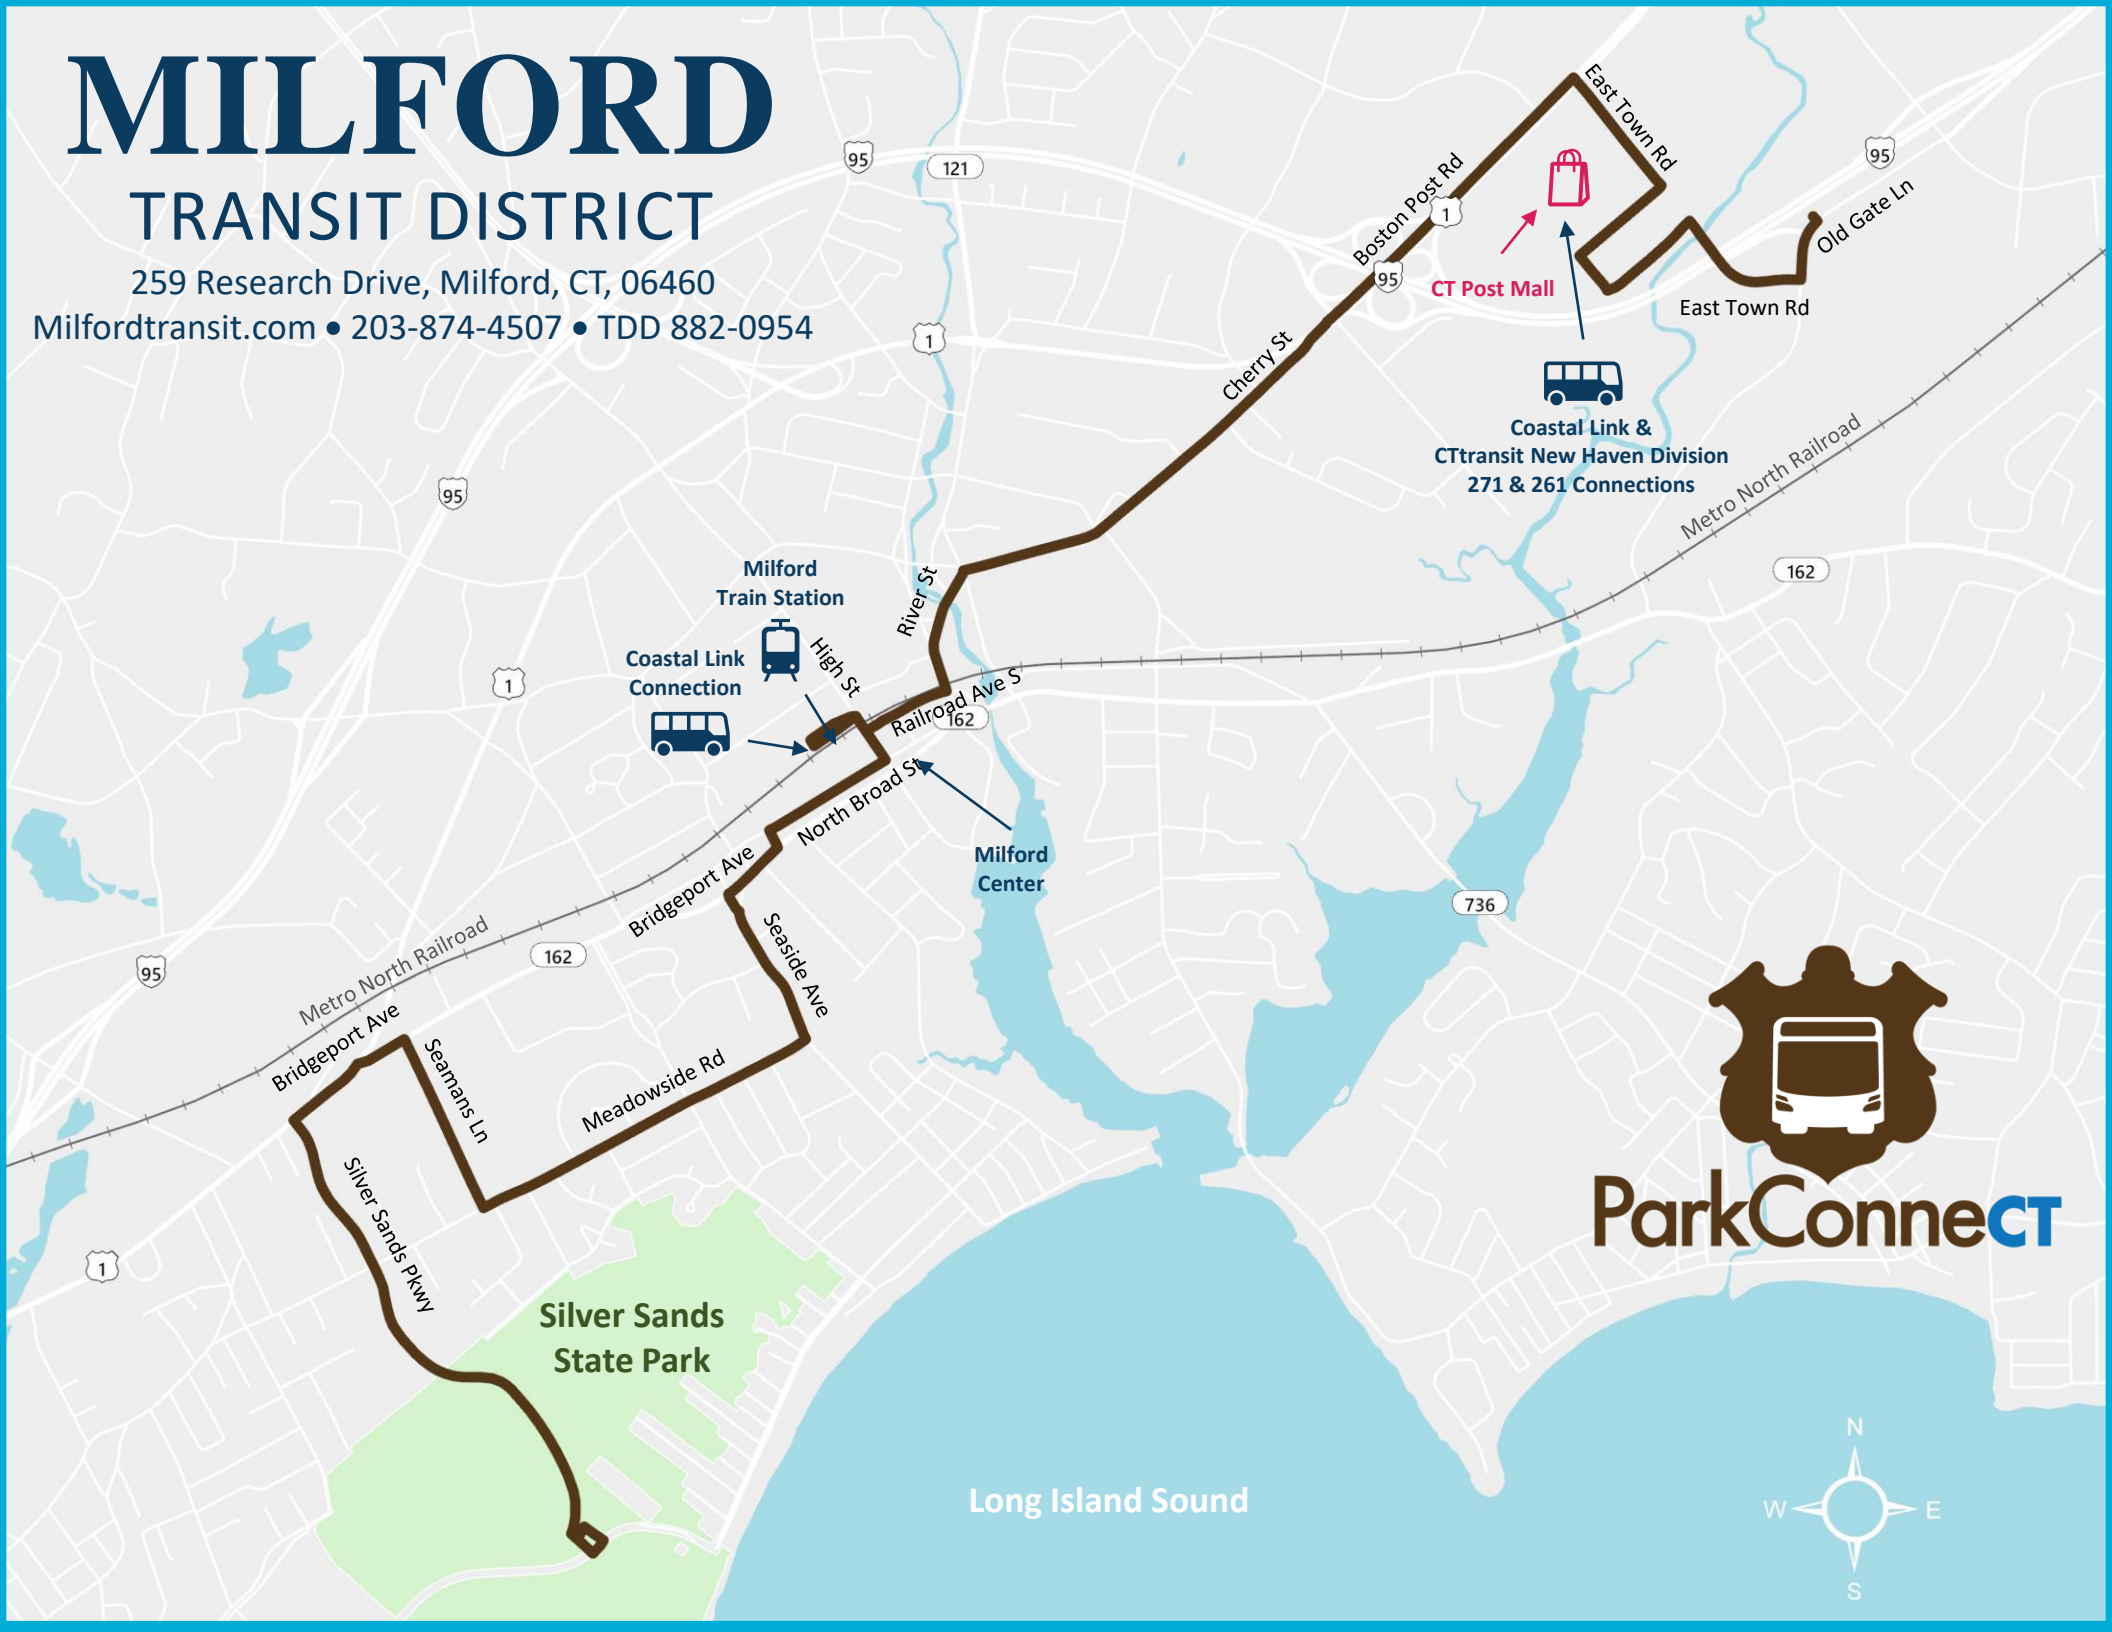 MILFORD
TRANSIT DISTRICT
259 Research Drive, Milford, CT, 06460
Milfordtransit.com • 203-874-4507 • TDD 882-0954
East Town Rd
95
121
95
Boston Post Rd
1
Old Gate Ln
95
CT Post Mall
East Town Rd
1
Cherry St
Coastal Link &
CTtransit New Haven Division
271 & 261 Connections
Metro North Railroad
95
162
Milford
Train Station
River St
High St
Coastal Link
Connection
1
Railroad Ave S
162
North Broad St
Milford
Center
Bridgeport Ave
736
Seaside Ave
162
Metro North Railroad
95
Bridgeport Ave
Seamans Ln
Meadowside Rd
Silver Sands Pkwy
ParkConneCT
1
Silver Sands
State Park
Long Island Sound
N
W
E
S